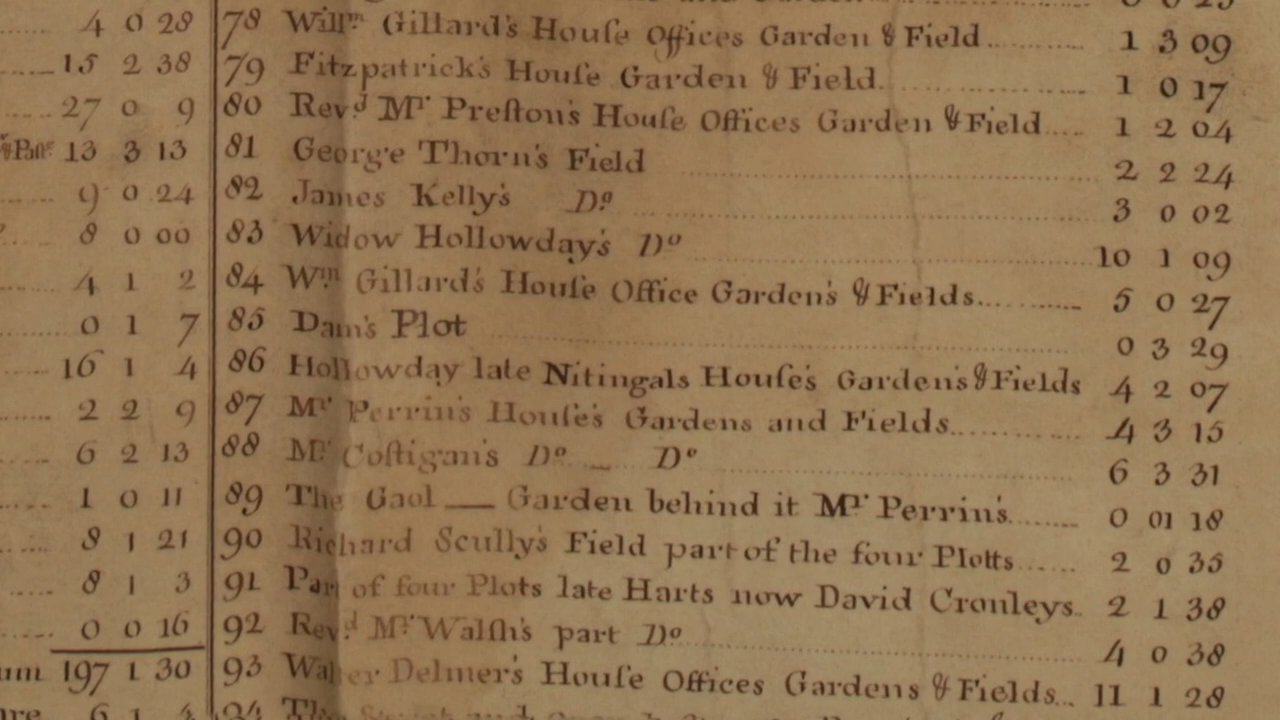 4 0 28 78 Willm Gillard's Houſe Offices Garden & Field 1 3 09
15 2 38 79 Fitzpatrick's Houſe Garden & Field 1 0 17
27 0 9 80 Revd Mr Preſton's Houſe Offices Garden & Field 1 2 04
13 3 13 81 George Thorn's Field 2 2 24
9 0 24 82 James Kelly's Do 3 0 02
8 0 00 83 Widow Hollowday's Do 10 1 09
4 1 2 84 Wm Gillard's Houſe Office Garden's & Fields 5 0 27
0 1 7 85 Dam's Plot 0 3 29
16 1 4 86 Hollowday late Nitingals Houſe's Garden's & Fields 4 2 07
2 2 9 87 Mr Perrin's Houſe's Gardens and Fields 4 3 15
6 2 13 88 Mr Coſtigan's Do Do 6 3 31
1 0 11 89 The Gaol — Garden behind it Mr Perrin's 0 01 18
8 1 21 90 Richard Scully's Field part of the four Plotts 2 0 35
8 1 3 91 Part of four Plots late Harts now David Cronleys 2 1 38
0 0 16 92 Revd Mr Walſh's part Do 4 0 38
197 1 30 93 Walter Delmer's Houſe Offices Gardens & Fields 11 1 28